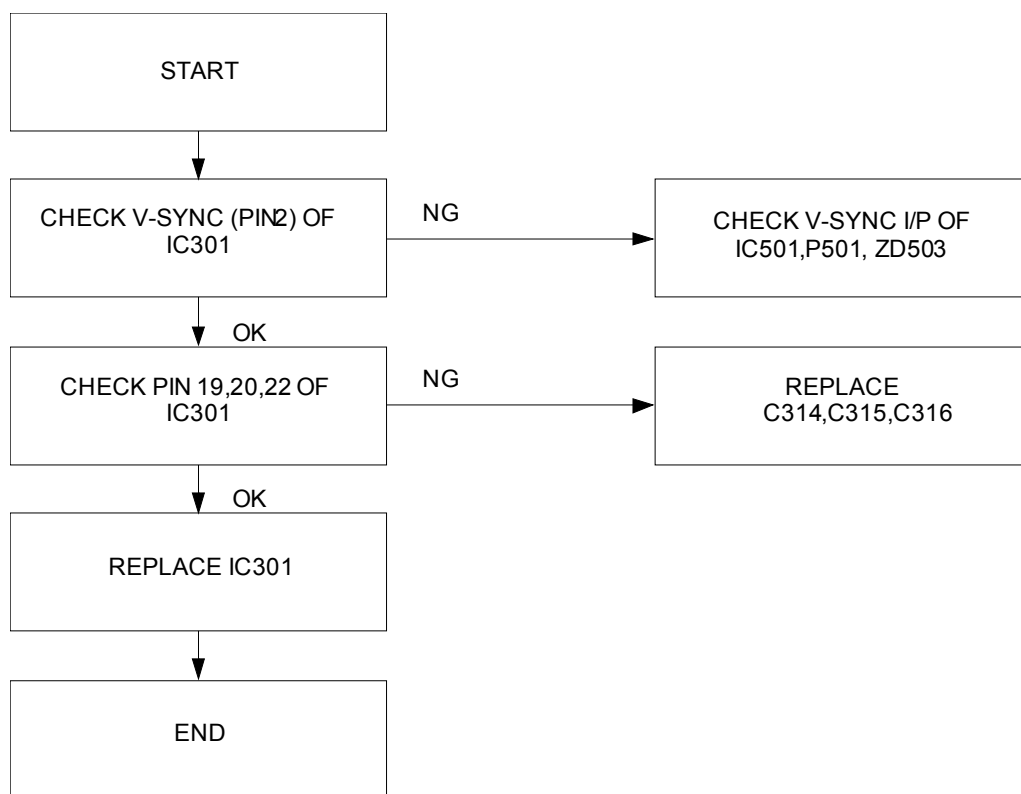 START
CHECK V-SYNC (PIN2) OF
IC301
NG
CHECK V-SYNC I/P OF
IC501,P501, ZD503
OK
CHECK PIN 19,20,22 OF
IC301
NG
REPLACE
C314,C315,C316
OK
REPLACE IC301
END